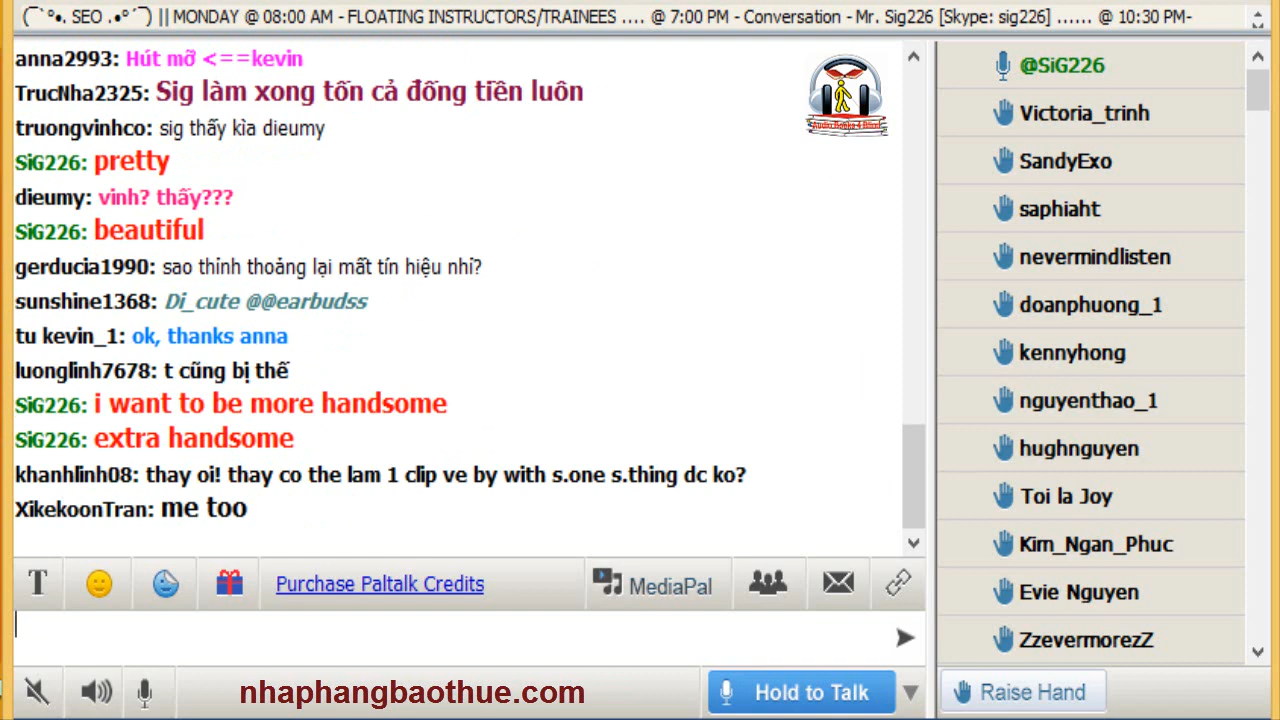 (¯`°•, SEO .•°´¯) || MONDAY @ 08:00 AM - FLOATING INSTRUCTORS/TRAINEES .... @ 7:00 PM - Conversation - Mr. Sig226 [Skype: sig226] ...... @ 10:30 PM-
anna2993: Hút mỡ <==kevin
TrucNha2325: Sig làm xong tốn cả đống tiền luôn
truongvinhco: sig thấy kìa dieumy
SiG226: pretty
dieumy: vinh? thấy???
SiG226: beautiful
gerducia1990: sao thỉnh thoảng lại mất tín hiệu nhỉ?
sunshine1368: Di_cute @@earbudss
tu kevin_1: ok, thanks anna
luonglinh7678: t cũng bị thế
SiG226: i want to be more handsome
SiG226: extra handsome
khanhlinh08: thay oi! thay co the lam 1 clip ve by with s.one s.thing dc ko?
XikekoonTran: me too
Audio Books 4 Blind
T
Purchase Paltalk Credits
MediaPal
nhaphangbaothue.com
Hold to Talk
@SiG226
Victoria_trinh
SandyExo
saphiaht
nevermindlisten
doanphuong_1
kennyhong
nguyenthao_1
hughnguyen
Toi la Joy
Kim_Ngan_Phuc
Evie Nguyen
ZzevermorezZ
Raise Hand